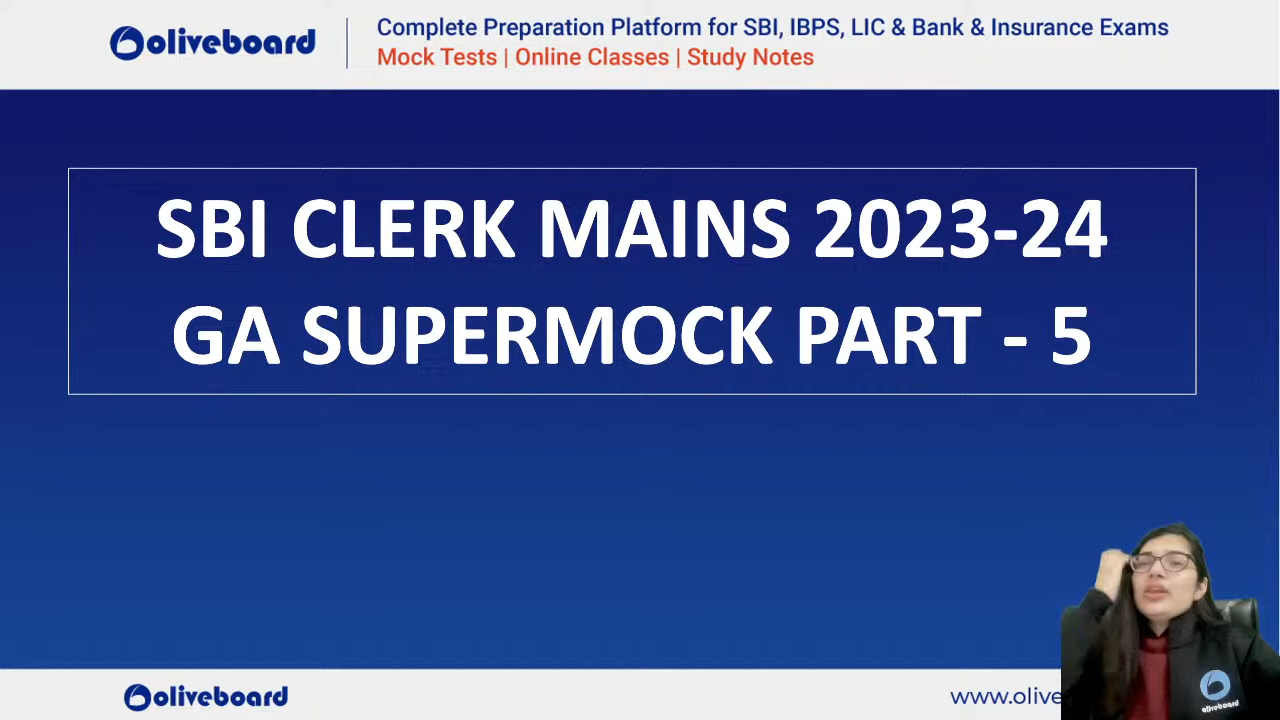 oliveboard
Complete Preparation Platform for SBI, IBPS, LIC & Bank & Insurance Exams
Mock Tests | Online Classes | Study Notes
SBI CLERK MAINS 2023-24
GA SUPERMOCK PART - 5
oliveboard
oliveboard
www.olive